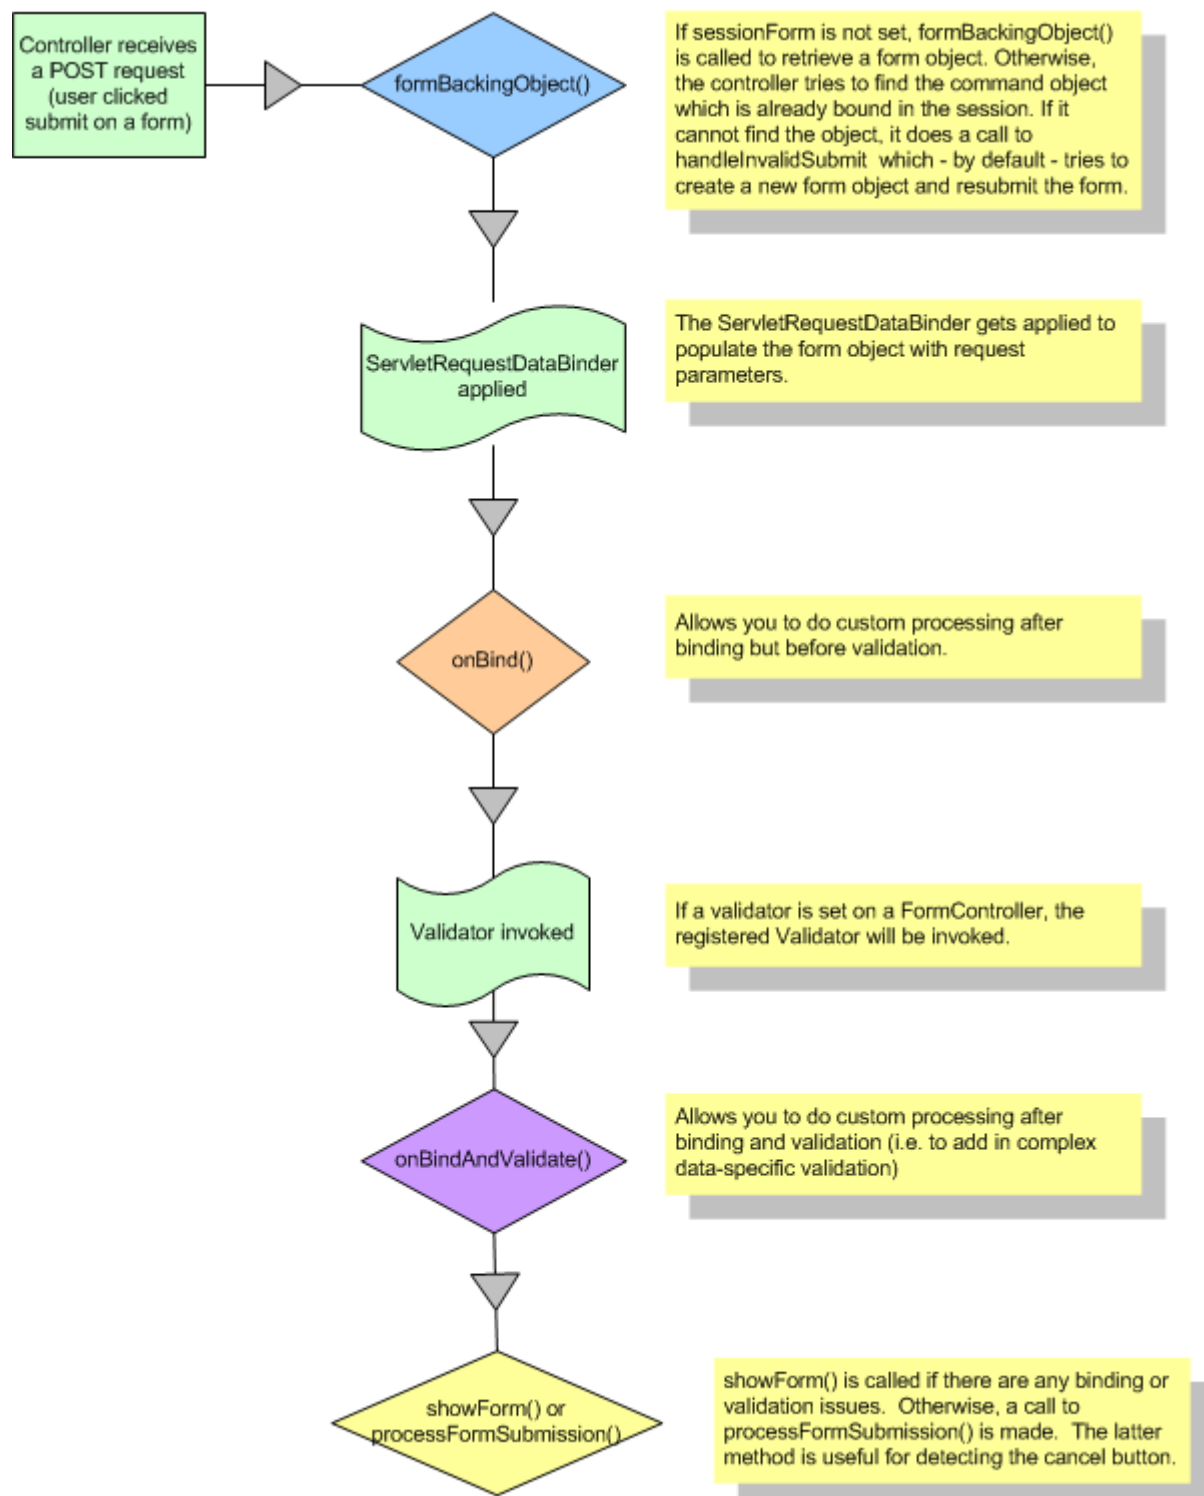 Controller receives
a POST request
(user clicked
submit on a form)
formBackingObject()
If sessionForm is not set, formBackingObject()
is called to retrieve a form object. Otherwise,
the controller tries to find the command object
which is already bound in the session. If it
cannot find the object, it does a call to
handleInvalidSubmit which - by default - tries to
create a new form object and resubmit the form.
ServletRequestDataBinder
applied
The ServletRequestDataBinder gets applied to
populate the form object with request
parameters.
onBind()
Allows you to do custom processing after
binding but before validation.
Validator invoked
If a validator is set on a FormController, the
registered Validator will be invoked.
onBindAndValidate()
Allows you to do custom processing after
binding and validation (i.e. to add in complex
data-specific validation)
showForm() or
processFormSubmission()
showForm() is called if there are any binding or
validation issues. Otherwise, a call to
processFormSubmission() is made. The latter
method is useful for detecting the cancel button.